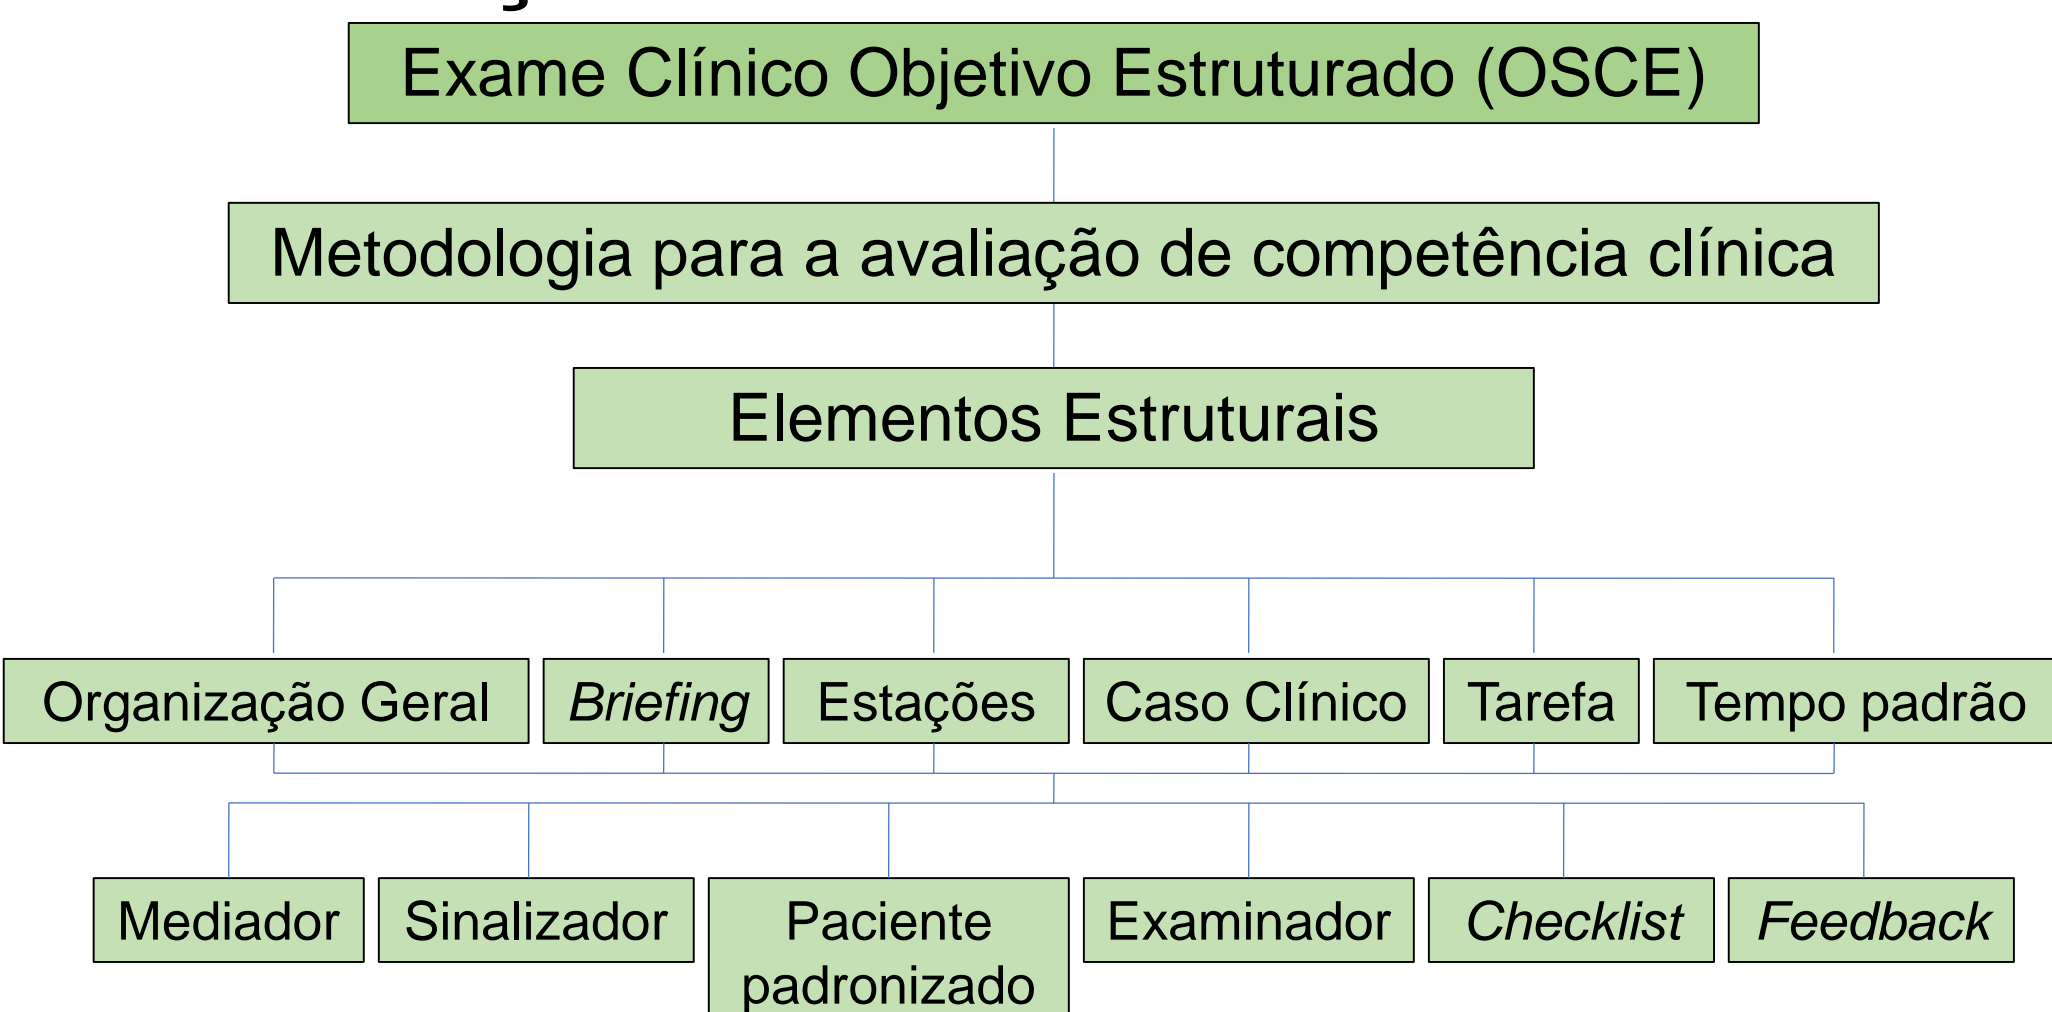 Exame Clínico Objetivo Estruturado (OSCE)
Metodologia para a avaliação de competência clínica
Elementos Estruturais
Organização Geral
Briefing
Estações
Caso Clínico
Tarefa
Tempo padrão
Mediador
Sinalizador
Paciente
padronizado
Examinador
Checklist
Feedback